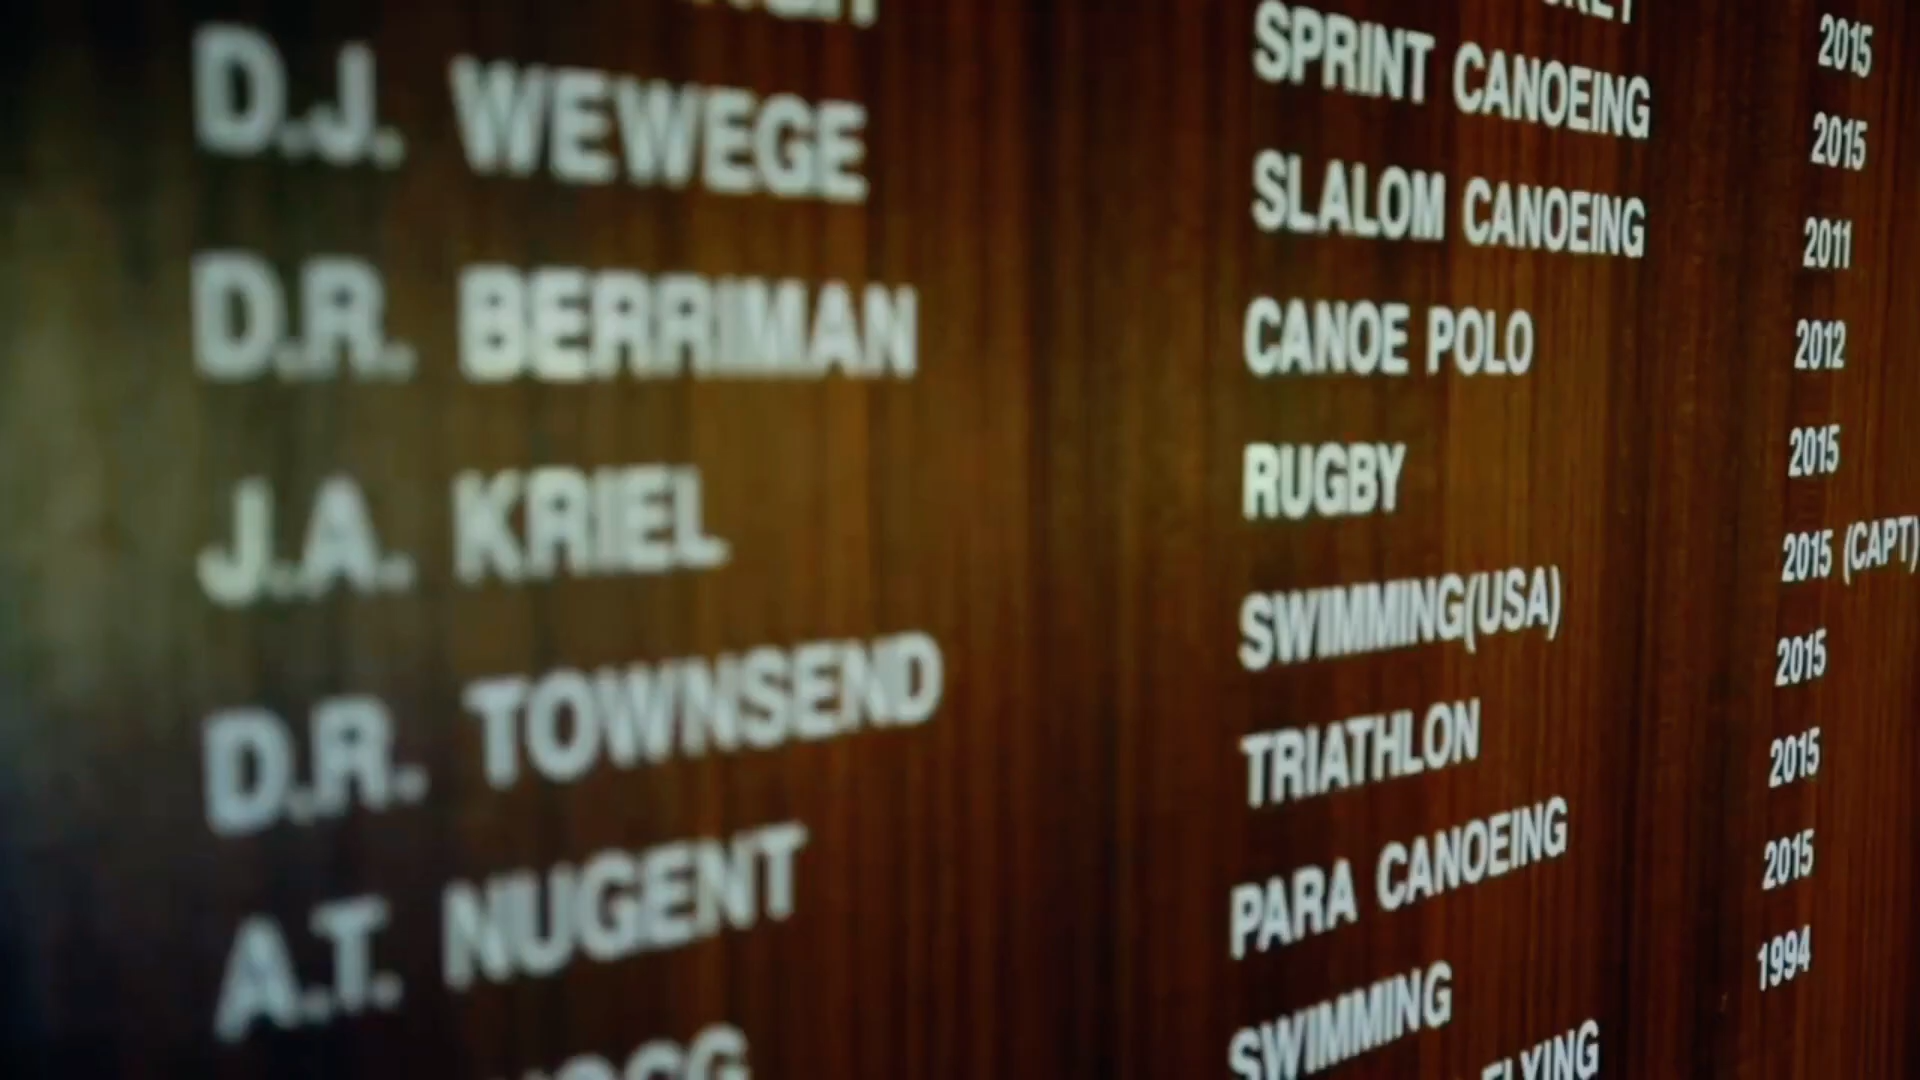 2015
SPRINT CANOEING 2015
D.J. WEWEGE SLALOM CANOEING 2011
D.R. BERRIMAN CANOE POLO 2012
J.A. KRIEL RUGBY 2015
D.R. TOWNSEND SWIMMING(USA) 2015 (CAPT)
A.T. NUGENT TRIATHLON 2015
PARA CANOEING 2015
SWIMMING 2015
FLYING 1994